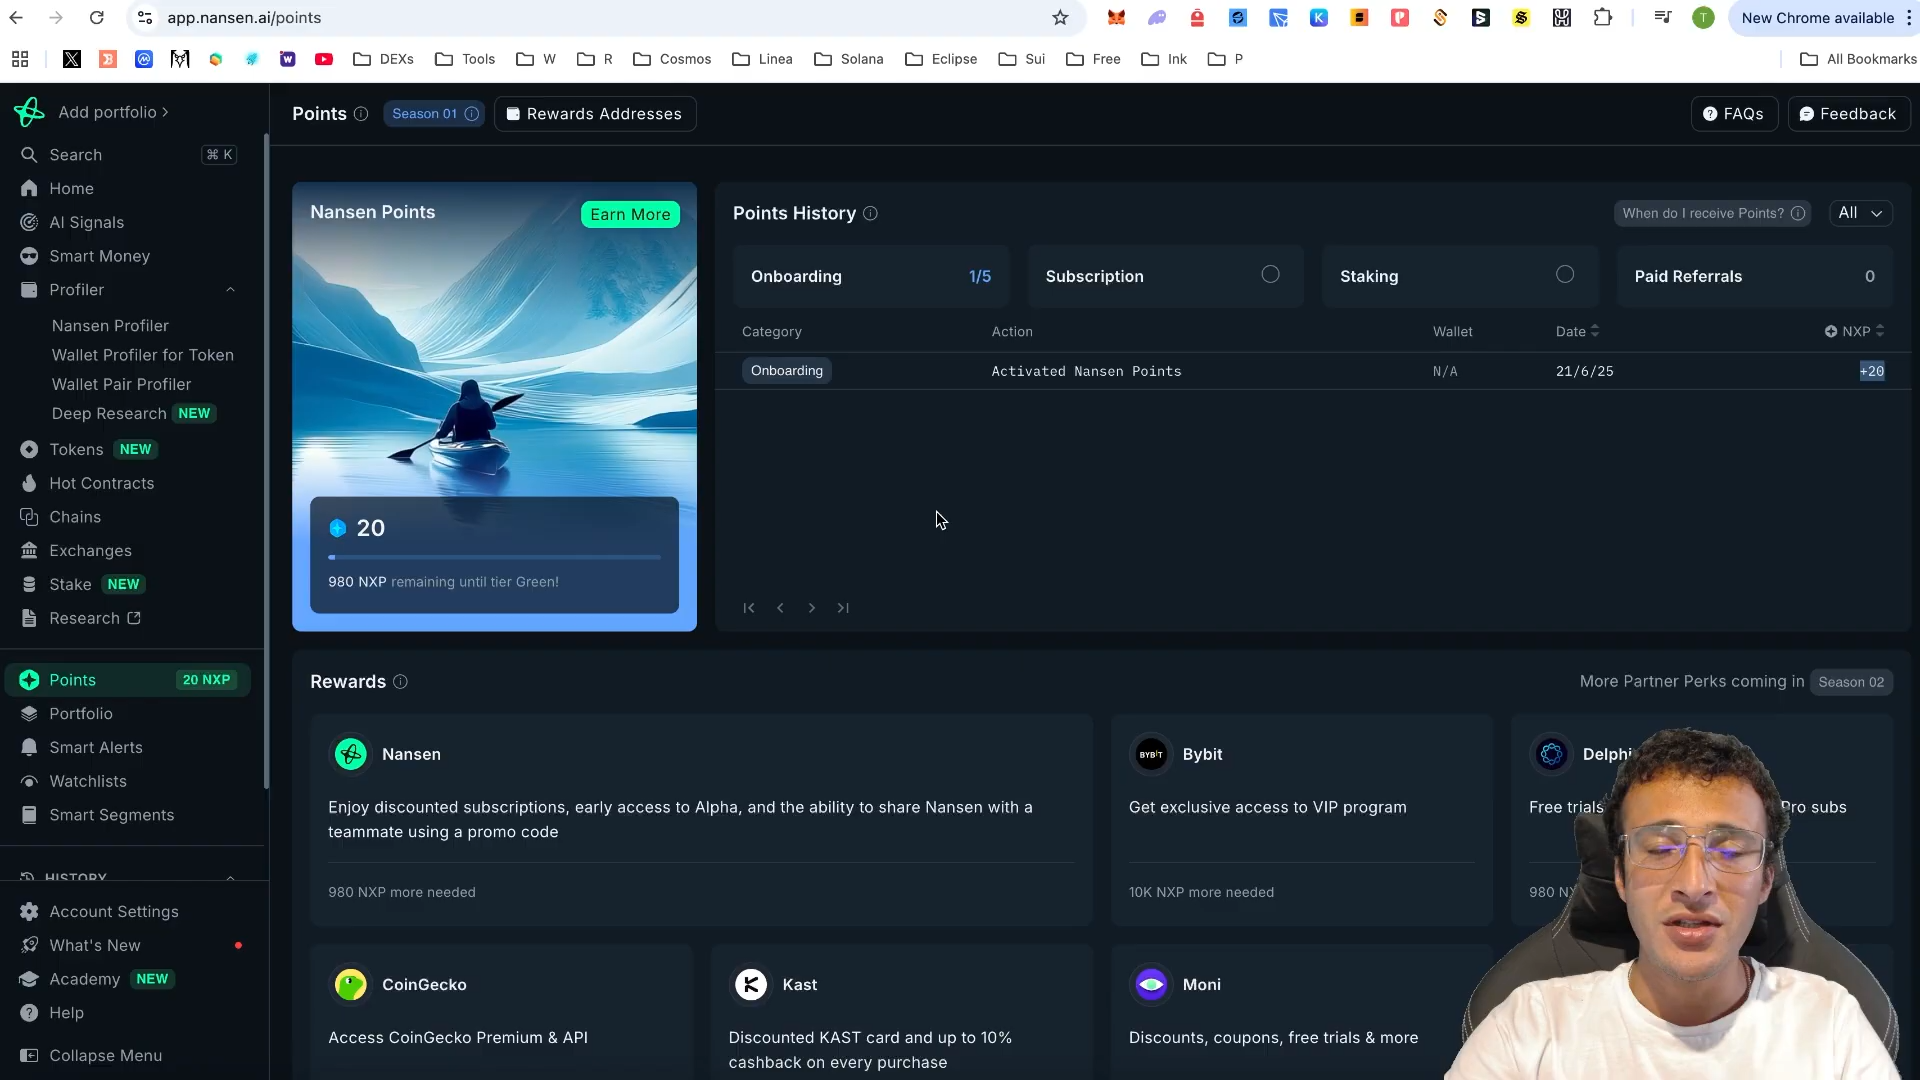 app.nansen.ai/points
New Chrome available
DEXs
Tools
W
R
Cosmos
Linea
Solana
Eclipse
Sui
Free
Ink
P
All Bookmarks
Add portfolio
Search
⌘ K
Home
AI Signals
Smart Money
Profiler
Nansen Profiler
Wallet Profiler for Token
Wallet Pair Profiler
Deep Research NEW
Tokens NEW
Hot Contracts
Chains
Exchanges
Stake NEW
Research
Points 20 NXP
Portfolio
Smart Alerts
Watchlists
Smart Segments
HISTORY
Account Settings
What's New
Academy NEW
Help
Collapse Menu
Points
Season 01
Rewards Addresses
FAQs
Feedback
Nansen Points
Earn More
20
980 NXP remaining until tier Green!
Points History
When do I receive Points?
All
Onboarding 1/5
Subscription
Staking
Paid Referrals 0
Category Action Wallet Date NXP
Onboarding Activated Nansen Points N/A 21/6/25 +20
Rewards
More Partner Perks coming in Season 02
Nansen
Enjoy discounted subscriptions, early access to Alpha, and the ability to share Nansen with a
teammate using a promo code
980 NXP more needed
BYBIT
Bybit
Get exclusive access to VIP program
10K NXP more needed
Delphi
Free trials
Pro subs
980 NX
CoinGecko
Access CoinGecko Premium & API
Kast
Discounted KAST card and up to 10%
cashback on every purchase
Moni
Discounts, coupons, free trials & more